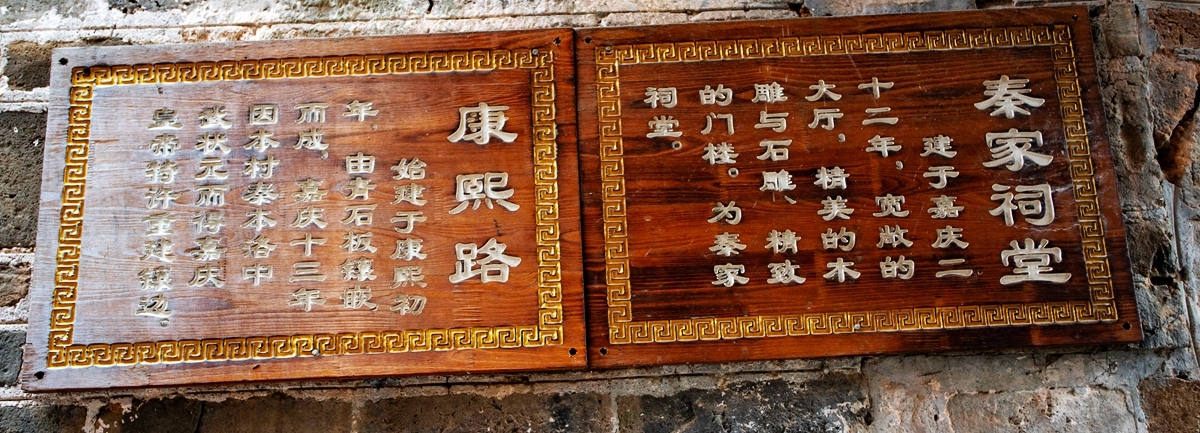 秦家祠堂
建于嘉庆二
十二年,宽敞的
大厅,精美的木
雕与石雕、精致
的门楼。为秦家
祠堂。
康熙路
始建于康熙初
年 由青石板镶嵌
而成,嘉庆十三年
因本村秦本洛中
武状元而得嘉庆
皇帝特许重建镶边。